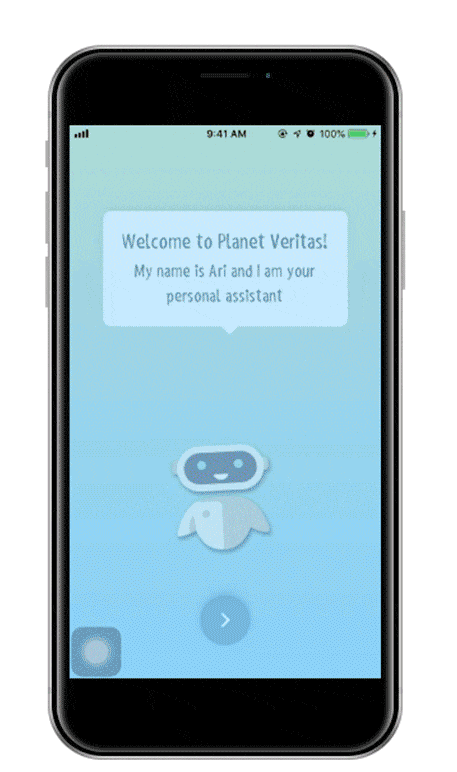 9:41 AM 100%
Welcome to Planet Veritas!
My name is Ari and I am your
personal assistant